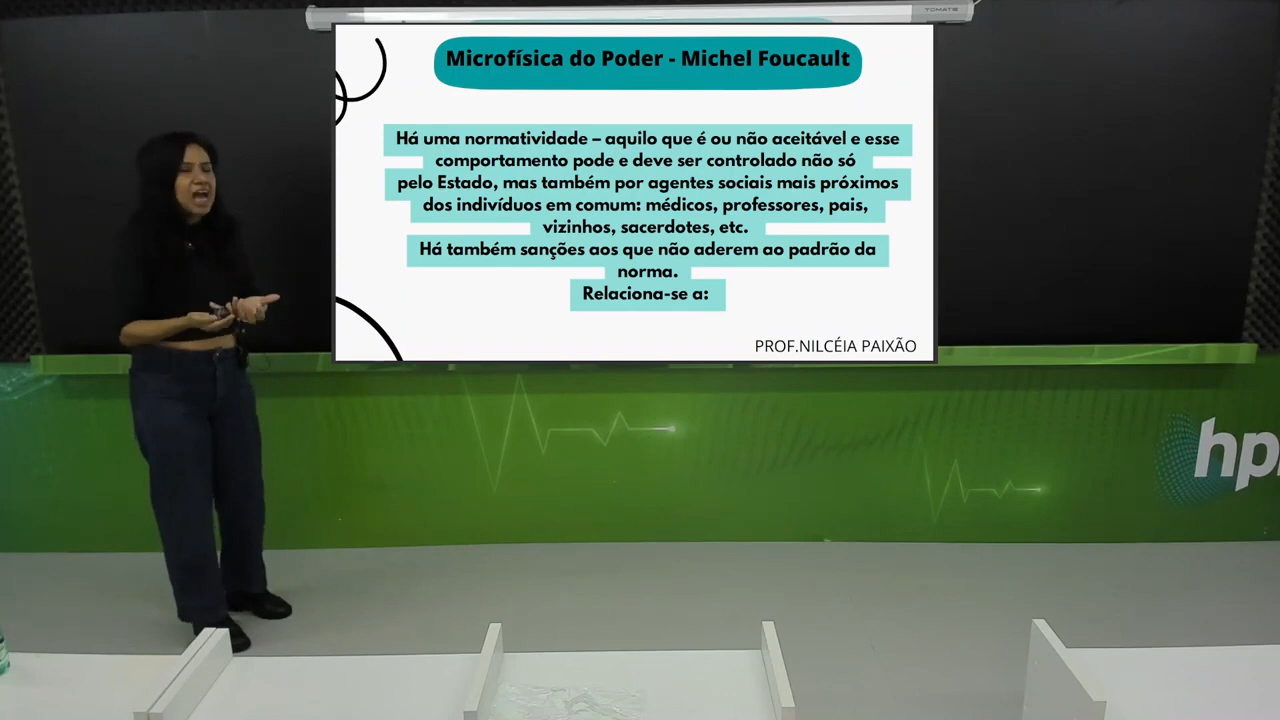 TOMATE
Microfísica do Poder - Michel Foucault
Há uma normatividade – aquilo que é ou não aceitável e esse
comportamento pode e deve ser controlado não só
pelo Estado, mas também por agentes sociais mais próximos
dos indivíduos em comum: médicos, professores, pais,
vizinhos, sacerdotes, etc.
Há também sanções aos que não aderem ao padrão da
norma.
Relaciona-se a:
PROF.NILCÉIA PAIXÃO